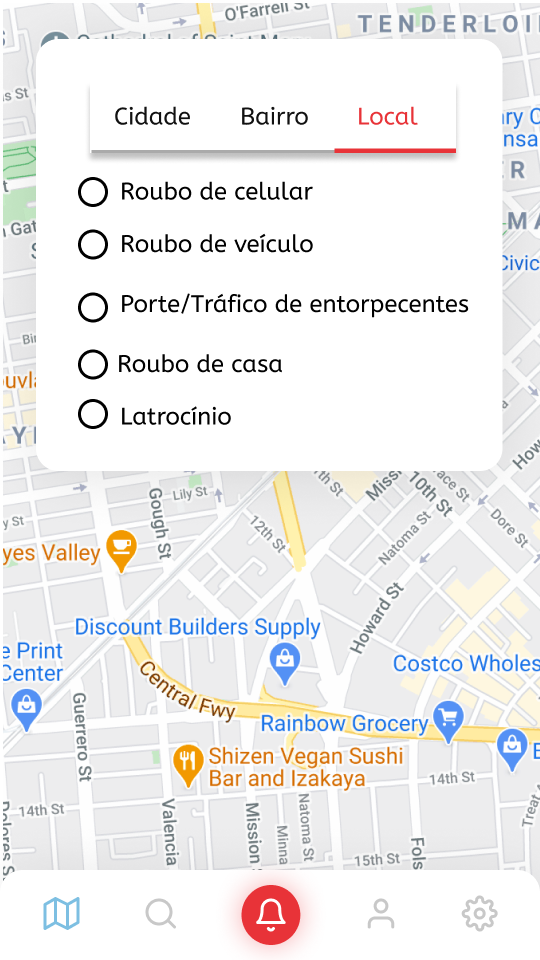 O'Farrell St
TENDERLOI
Cidade Bairro Local
Roubo de celular
Roubo de veículo
Porte/Tráfico de entorpecentes
Roubo de casa
Latrocínio
Civic
Lily St
Gough St
12th St
10th St
Natoma St
Dore St
Howard St
yes Valley
Discount Builders Supply
e Print
Center
Costco Wholes
Central Fwy
Rainbow Grocery
Guerrero St
Shizen Vegan Sushi
Bar and Izakaya
14th St
14th St
Valencia
Mission
Minna
Natoma St
Fols
15th St